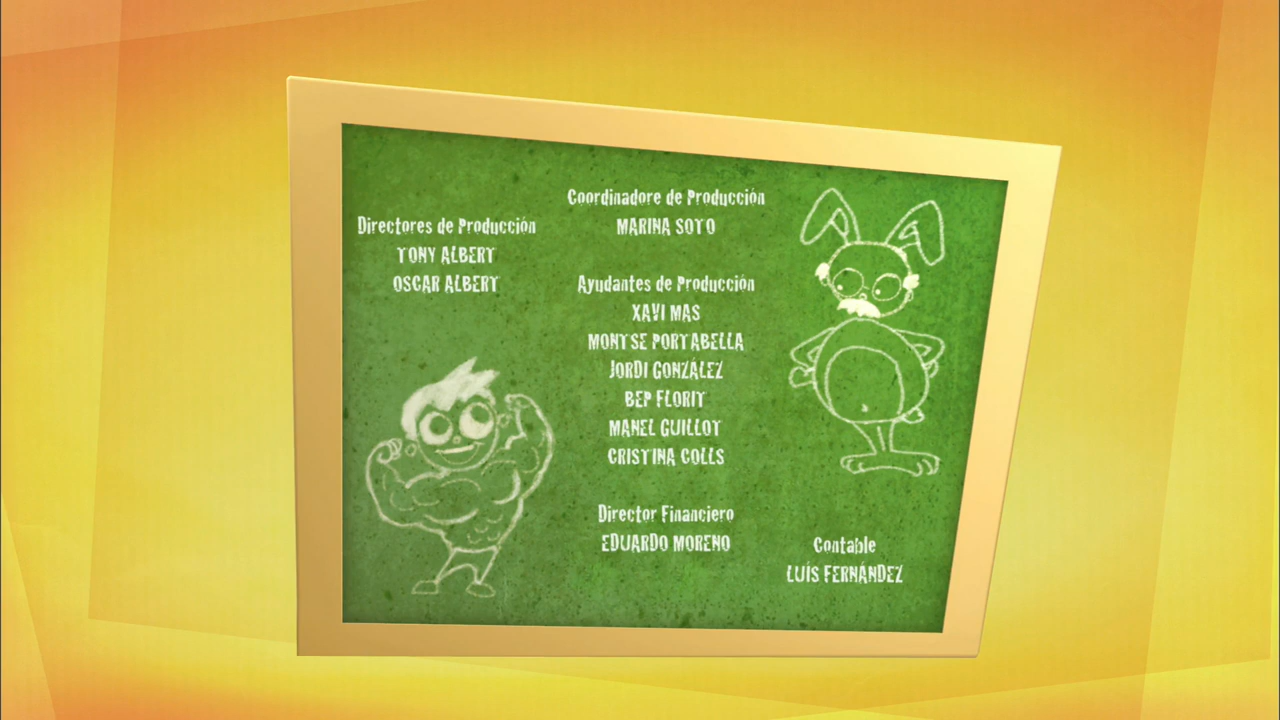 Directores de Producción
TONY ALBERT
OSCAR ALBERT
Coordinadore de Producción
MARINA SOTO
Ayudantes de Producción
XAVI MAS
MONTSE PORTABELLA
JORDI GONZÁLEZ
BEP FLORIT
MANEL GUILLOT
CRISTINA COLLS
Director Financiero
EDUARDO MORENO
Contable
LUÍS FERNÁNDEZ